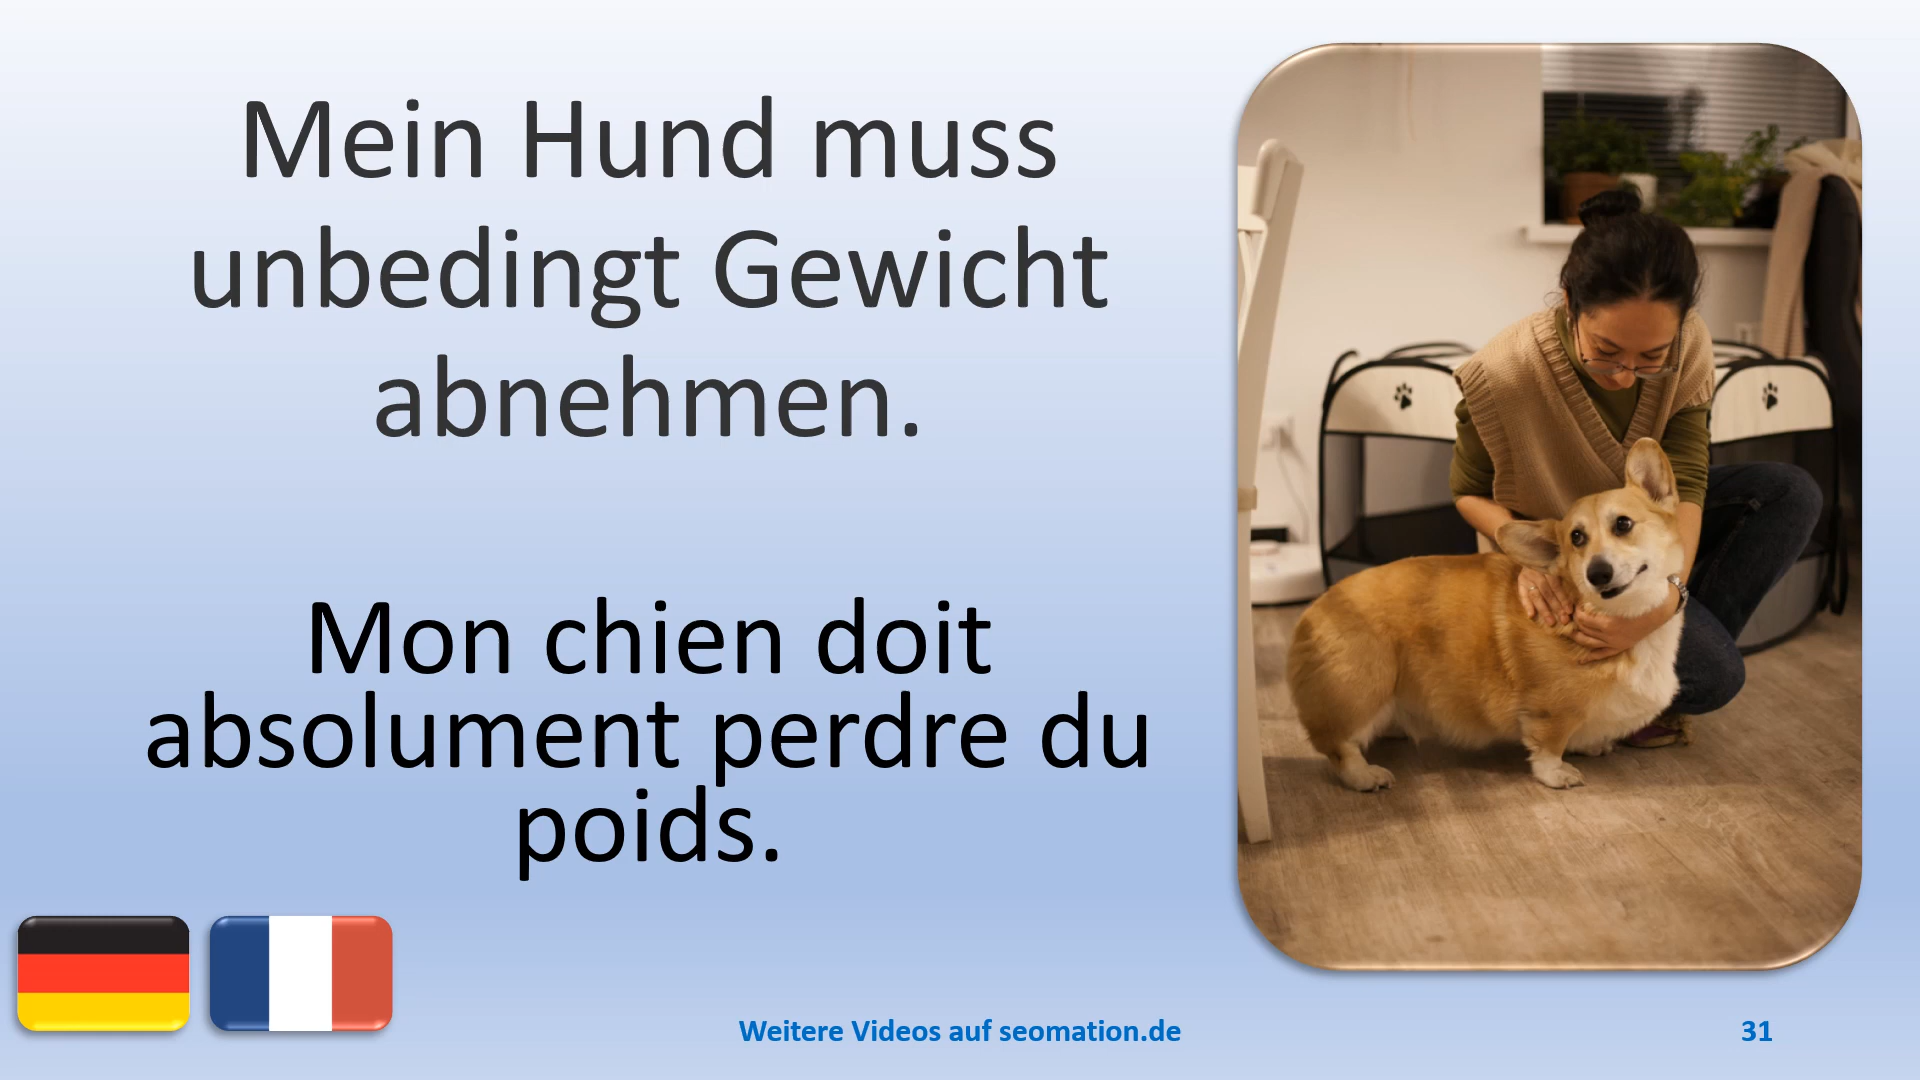 Mein Hund muss
unbedingt Gewicht
abnehmen.
Mon chien doit
absolument perdre du
poids.
Weitere Videos auf seomation.de
31